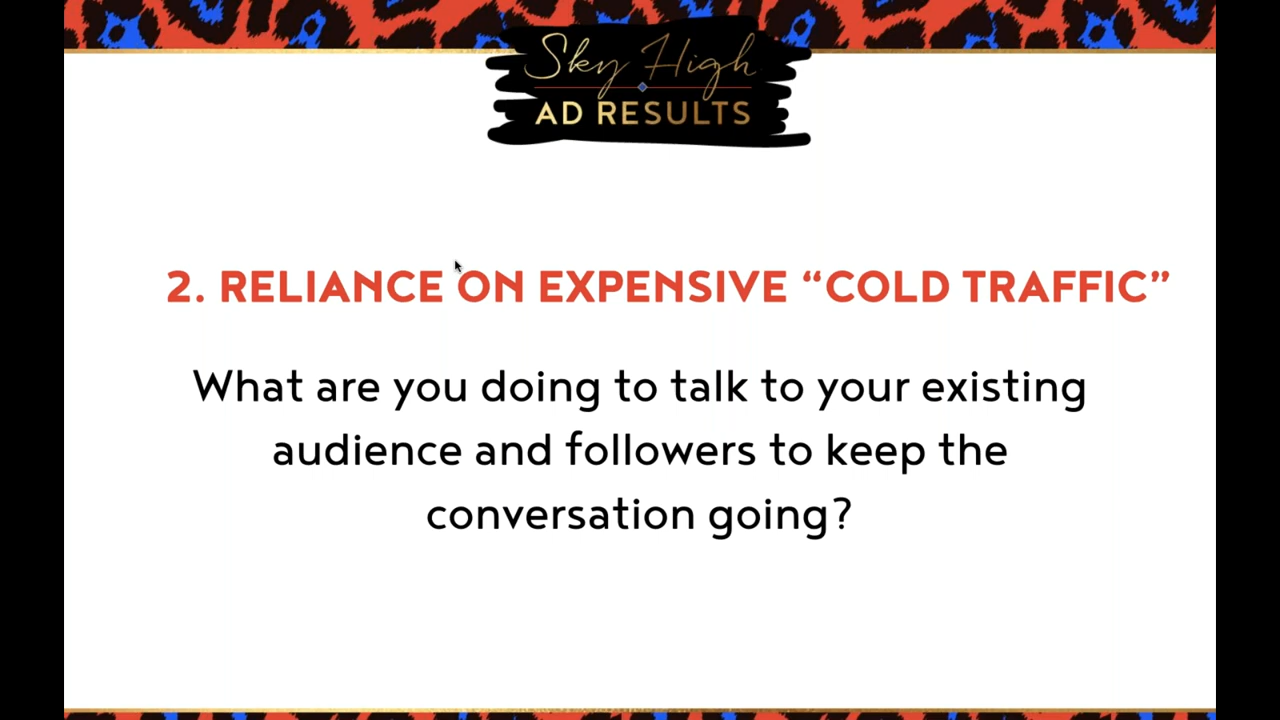 Sky High
AD RESULTS
2. RELIANCE ON EXPENSIVE “COLD TRAFFIC”
What are you doing to talk to your existing
audience and followers to keep the
conversation going?